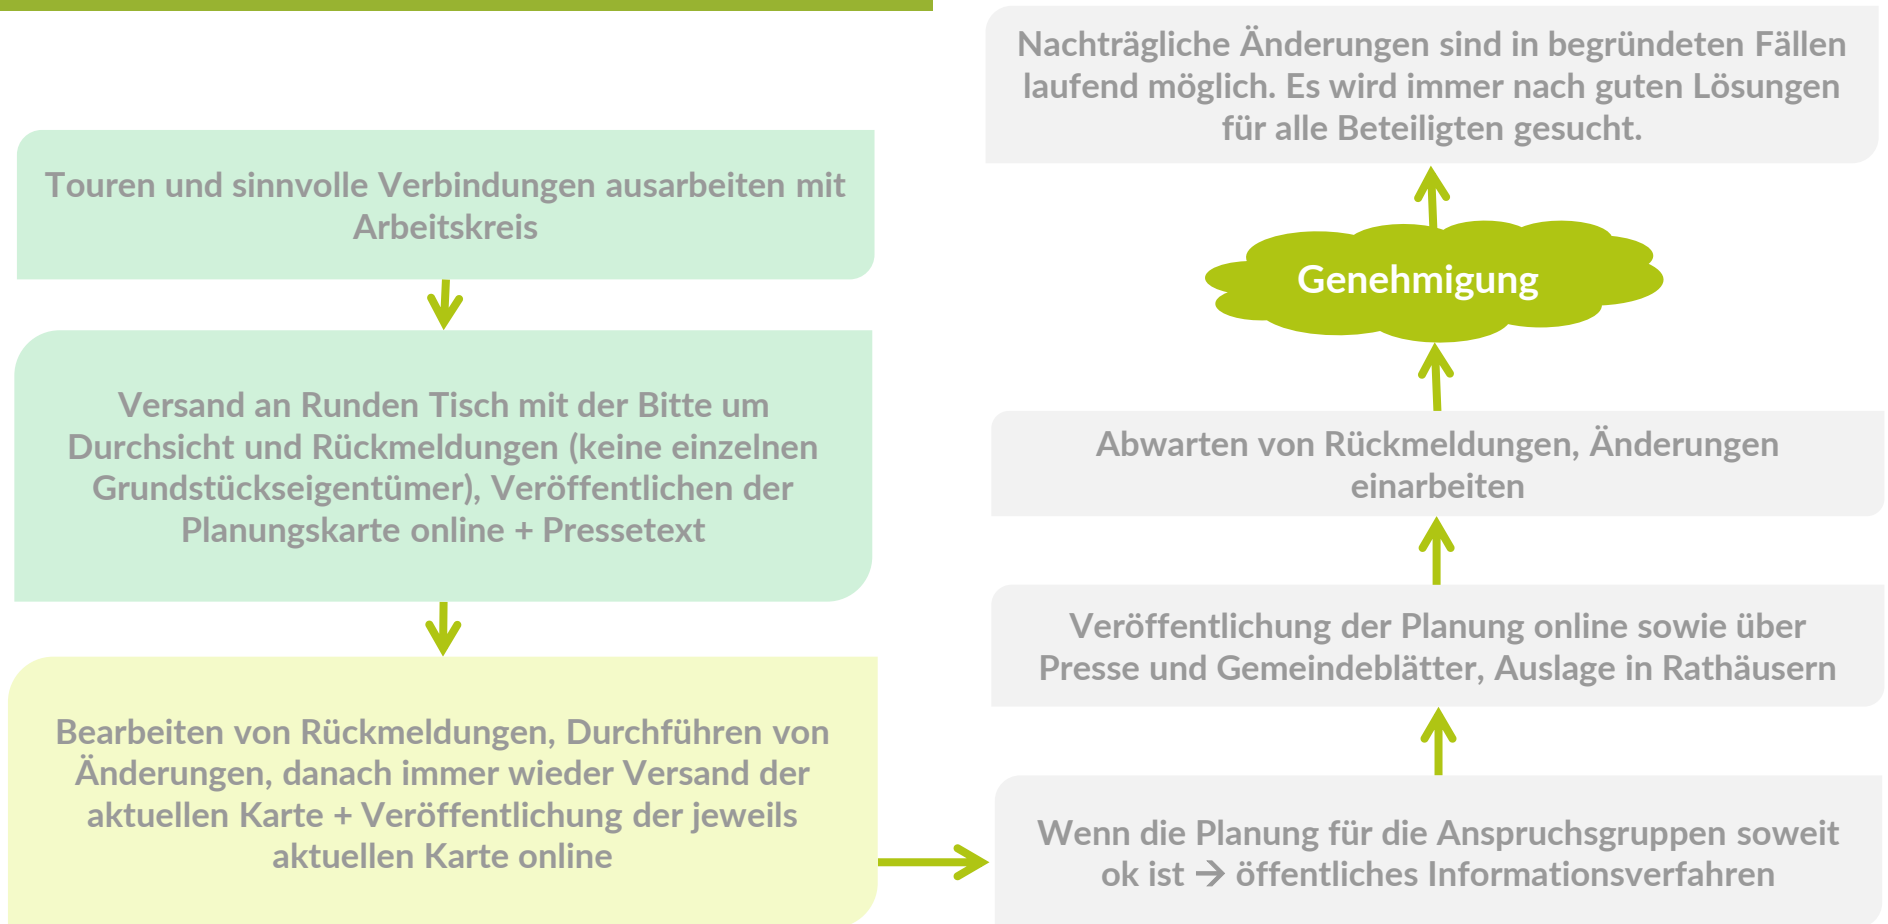 Touren und sinnvolle Verbindungen ausarbeiten mit
Arbeitskreis
Versand an Runden Tisch mit der Bitte um
Durchsicht und Rückmeldungen (keine einzelnen
Grundstückseigentümer), Veröffentlichen der
Planungskarte online + Pressetext
Bearbeiten von Rückmeldungen, Durchführen von
Änderungen, danach immer wieder Versand der
aktuellen Karte + Veröffentlichung der jeweils
aktuellen Karte online
Wenn die Planung für die Anspruchsgruppen soweit
ok ist → öffentliches Informationsverfahren
Veröffentlichung der Planung online sowie über
Presse und Gemeindeblätter, Auslage in Rathäusern
Abwarten von Rückmeldungen, Änderungen
einarbeiten
Genehmigung
Nachträgliche Änderungen sind in begründeten Fällen
laufend möglich. Es wird immer nach guten Lösungen
für alle Beteiligten gesucht.